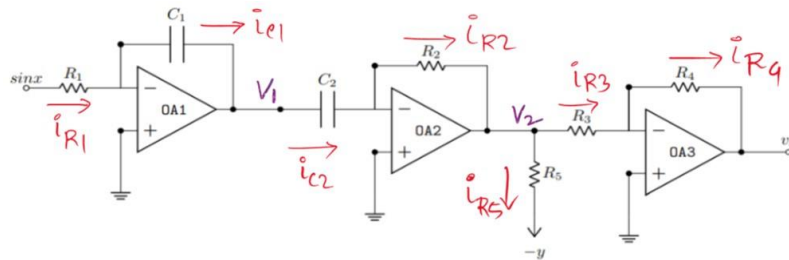 C₁
i_C1
sinx
R₁
OA1
i_R1
V₁
C₂
i_C2
R₂
i_R2
OA2
V₂
R₅
i_R5
-y
R₃
i_R3
R₄
i_R4
OA3
v